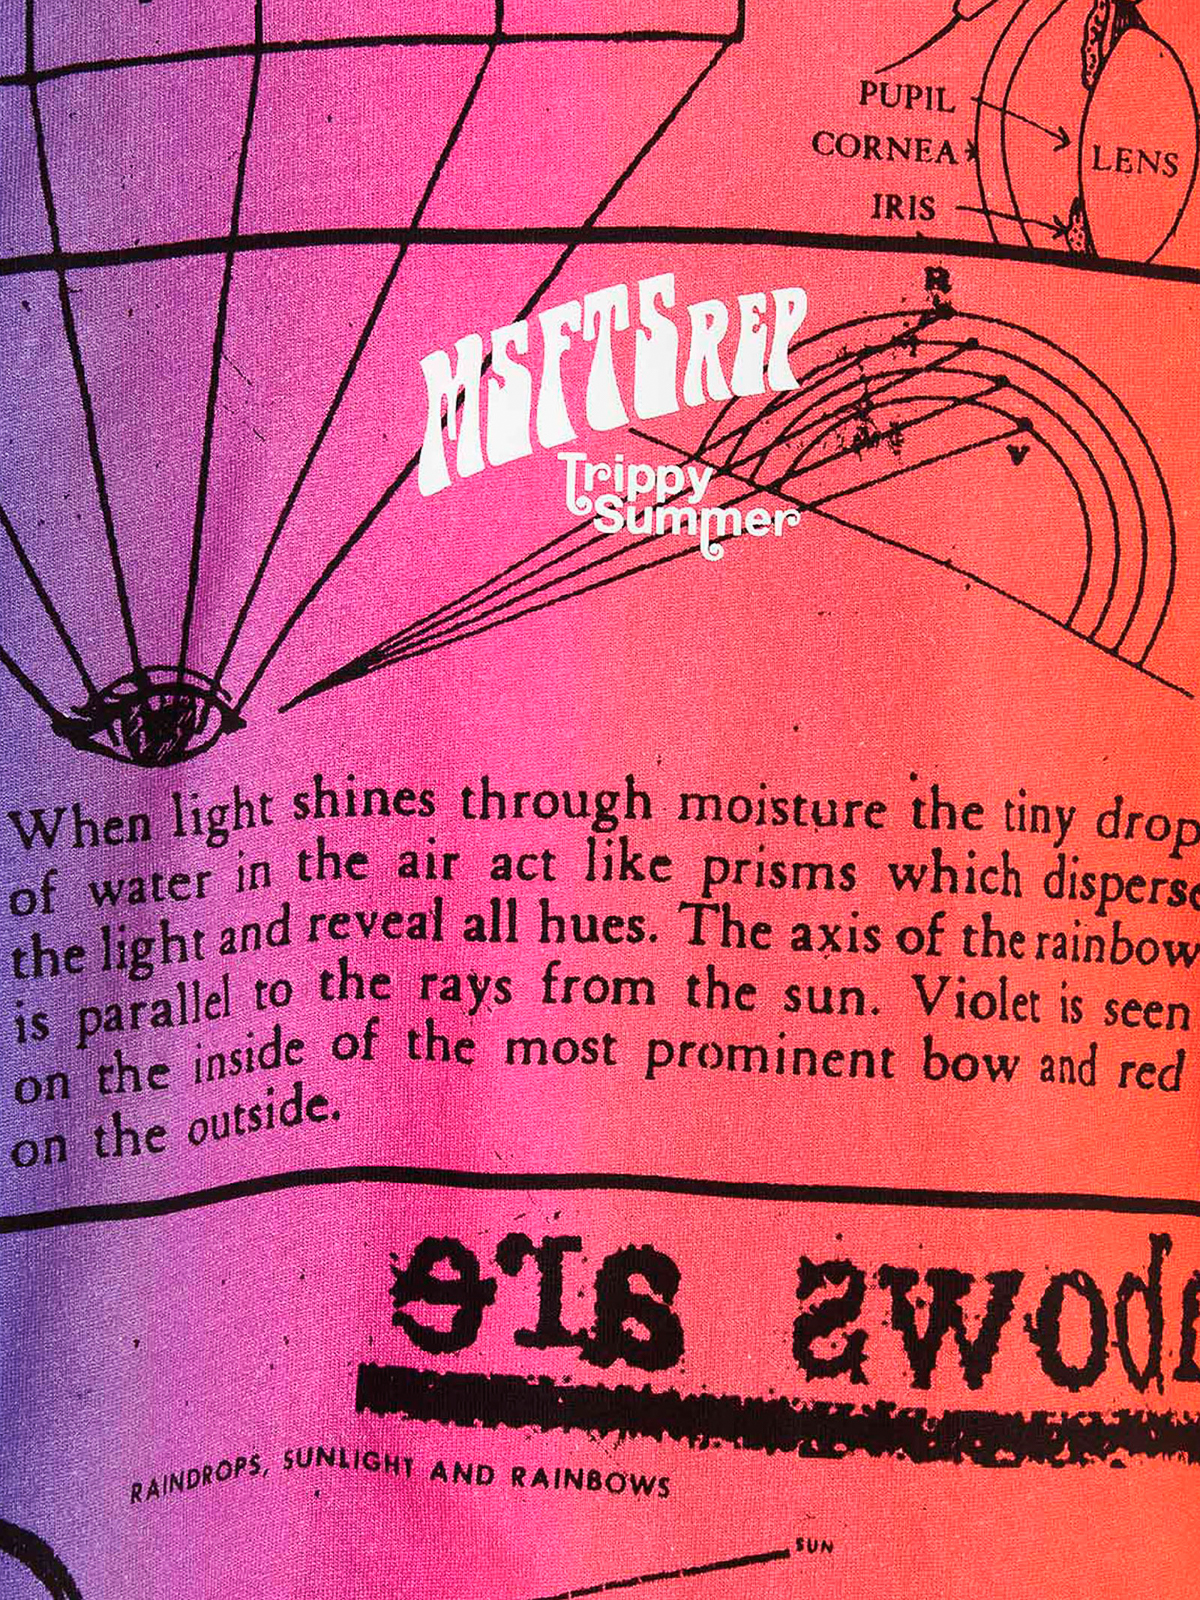 PUPIL
CORNEA
LENS
IRIS
R
MSFTSREP
V
Trippy
Summer
When light shines through moisture the tiny drop
of water in the air act like prisms which disperse
the light and reveal all hues. The axis of the rainbow
is parallel to the rays from the sun. Violet is seen
on the inside of the most prominent bow and red
on the outside.
bows are
RAINDROPS, SUNLIGHT AND RAINBOWS
SUN